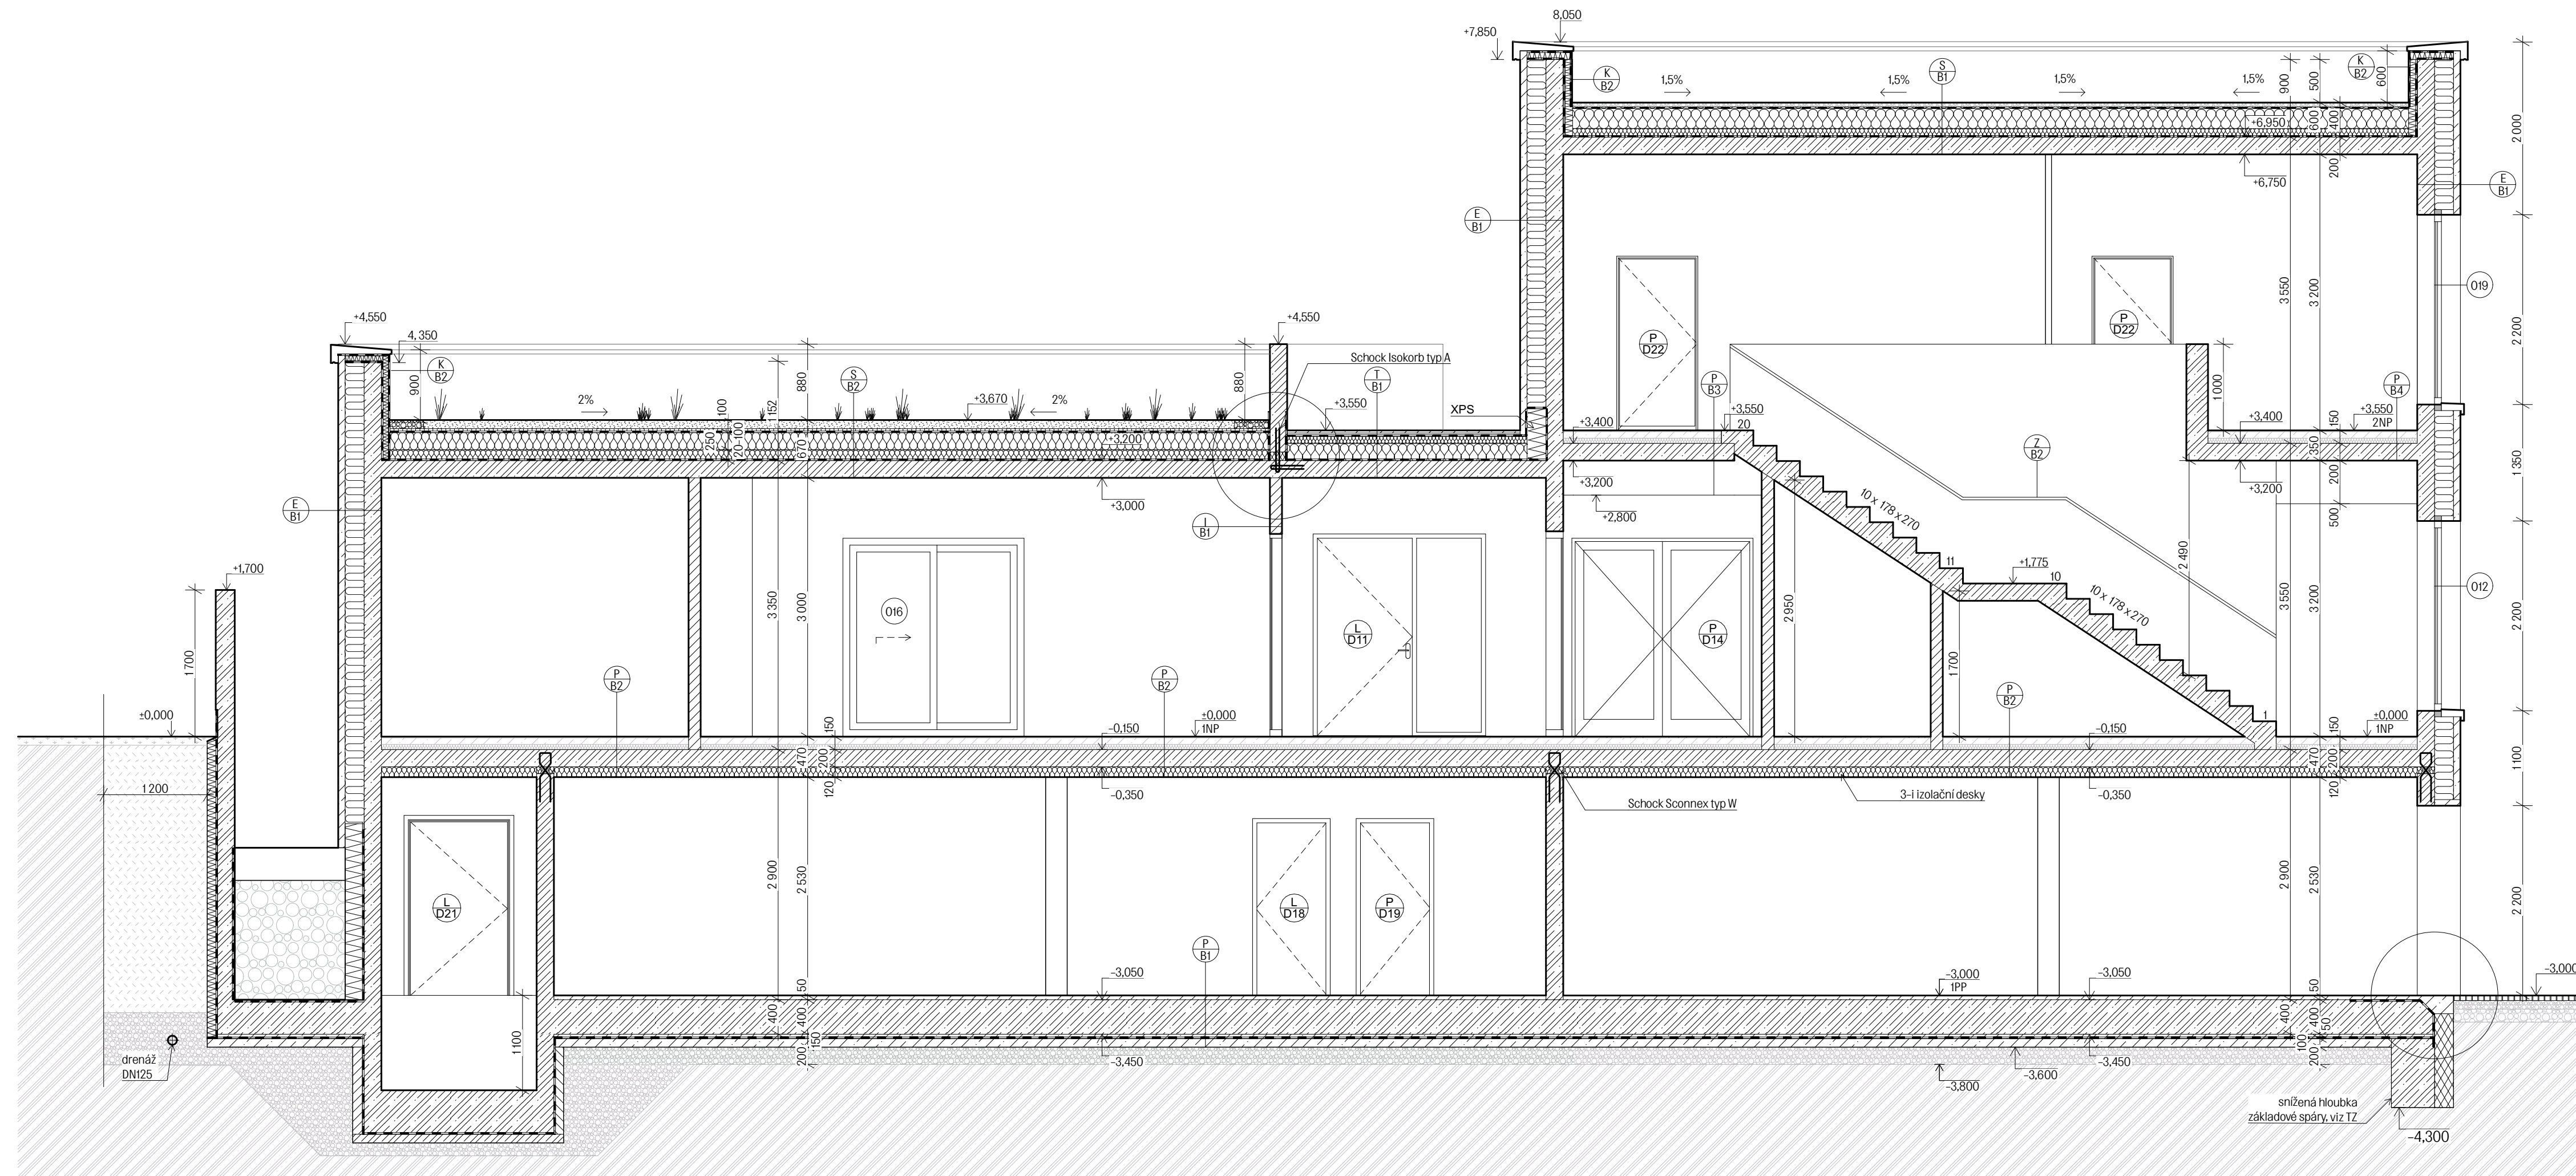 8,050
+7,850
K
B2
1,5%
1,5%
S
B1
1,5%
1,5%
K
B2
600
900
500
2 000
+6,950
600
400
200
+6,750
E
B1
E
B1
P
D22
P
D22
3 550
3 200
019
2 200
+4,550
4, 350
K
B2
900
2%
S
B2
880
152
100
250
120-100
670
+3,670
2%
880
+4,550
Schock Isokorb typ A
T
B1
+3,550
XPS
+3,200
+3,000
+3,400
P
B3
+3,550
20
+3,200
+2,800
Z
B2
1 000
P
B4
+3,400
+3,550
2NP
150
350
200
+3,200
500
1 350
E
B1
I
B1
10 x 178 x 270
11
+1,775
10
10 x 178 x 270
1
2 490
2 950
1 700
3 550
3 200
012
2 200
+1,700
1 700
±0,000
1 200
3 350
3 000
016
L
D11
P
D14
P
B2
P
B2
P
B2
150
-0,150
±0,000
1NP
-0,150
±0,000
1NP
150
470
200
120
-0,350
Schock Sconnex typ W
3-i izolační desky
-0,350
470
200
120
1100
L
D21
2 900
2 530
L
D18
P
D19
P
B1
2 900
2 530
2 200
-3,050
-3,000
1PP
-3,050
-3,000
50
400
400
150
200
1 100
-3,450
-3,800
-3,600
-3,450
50
400
400
150
100
200
drenáž
DN125
snížená hloubka
základové spáry, viz TZ
-4,300